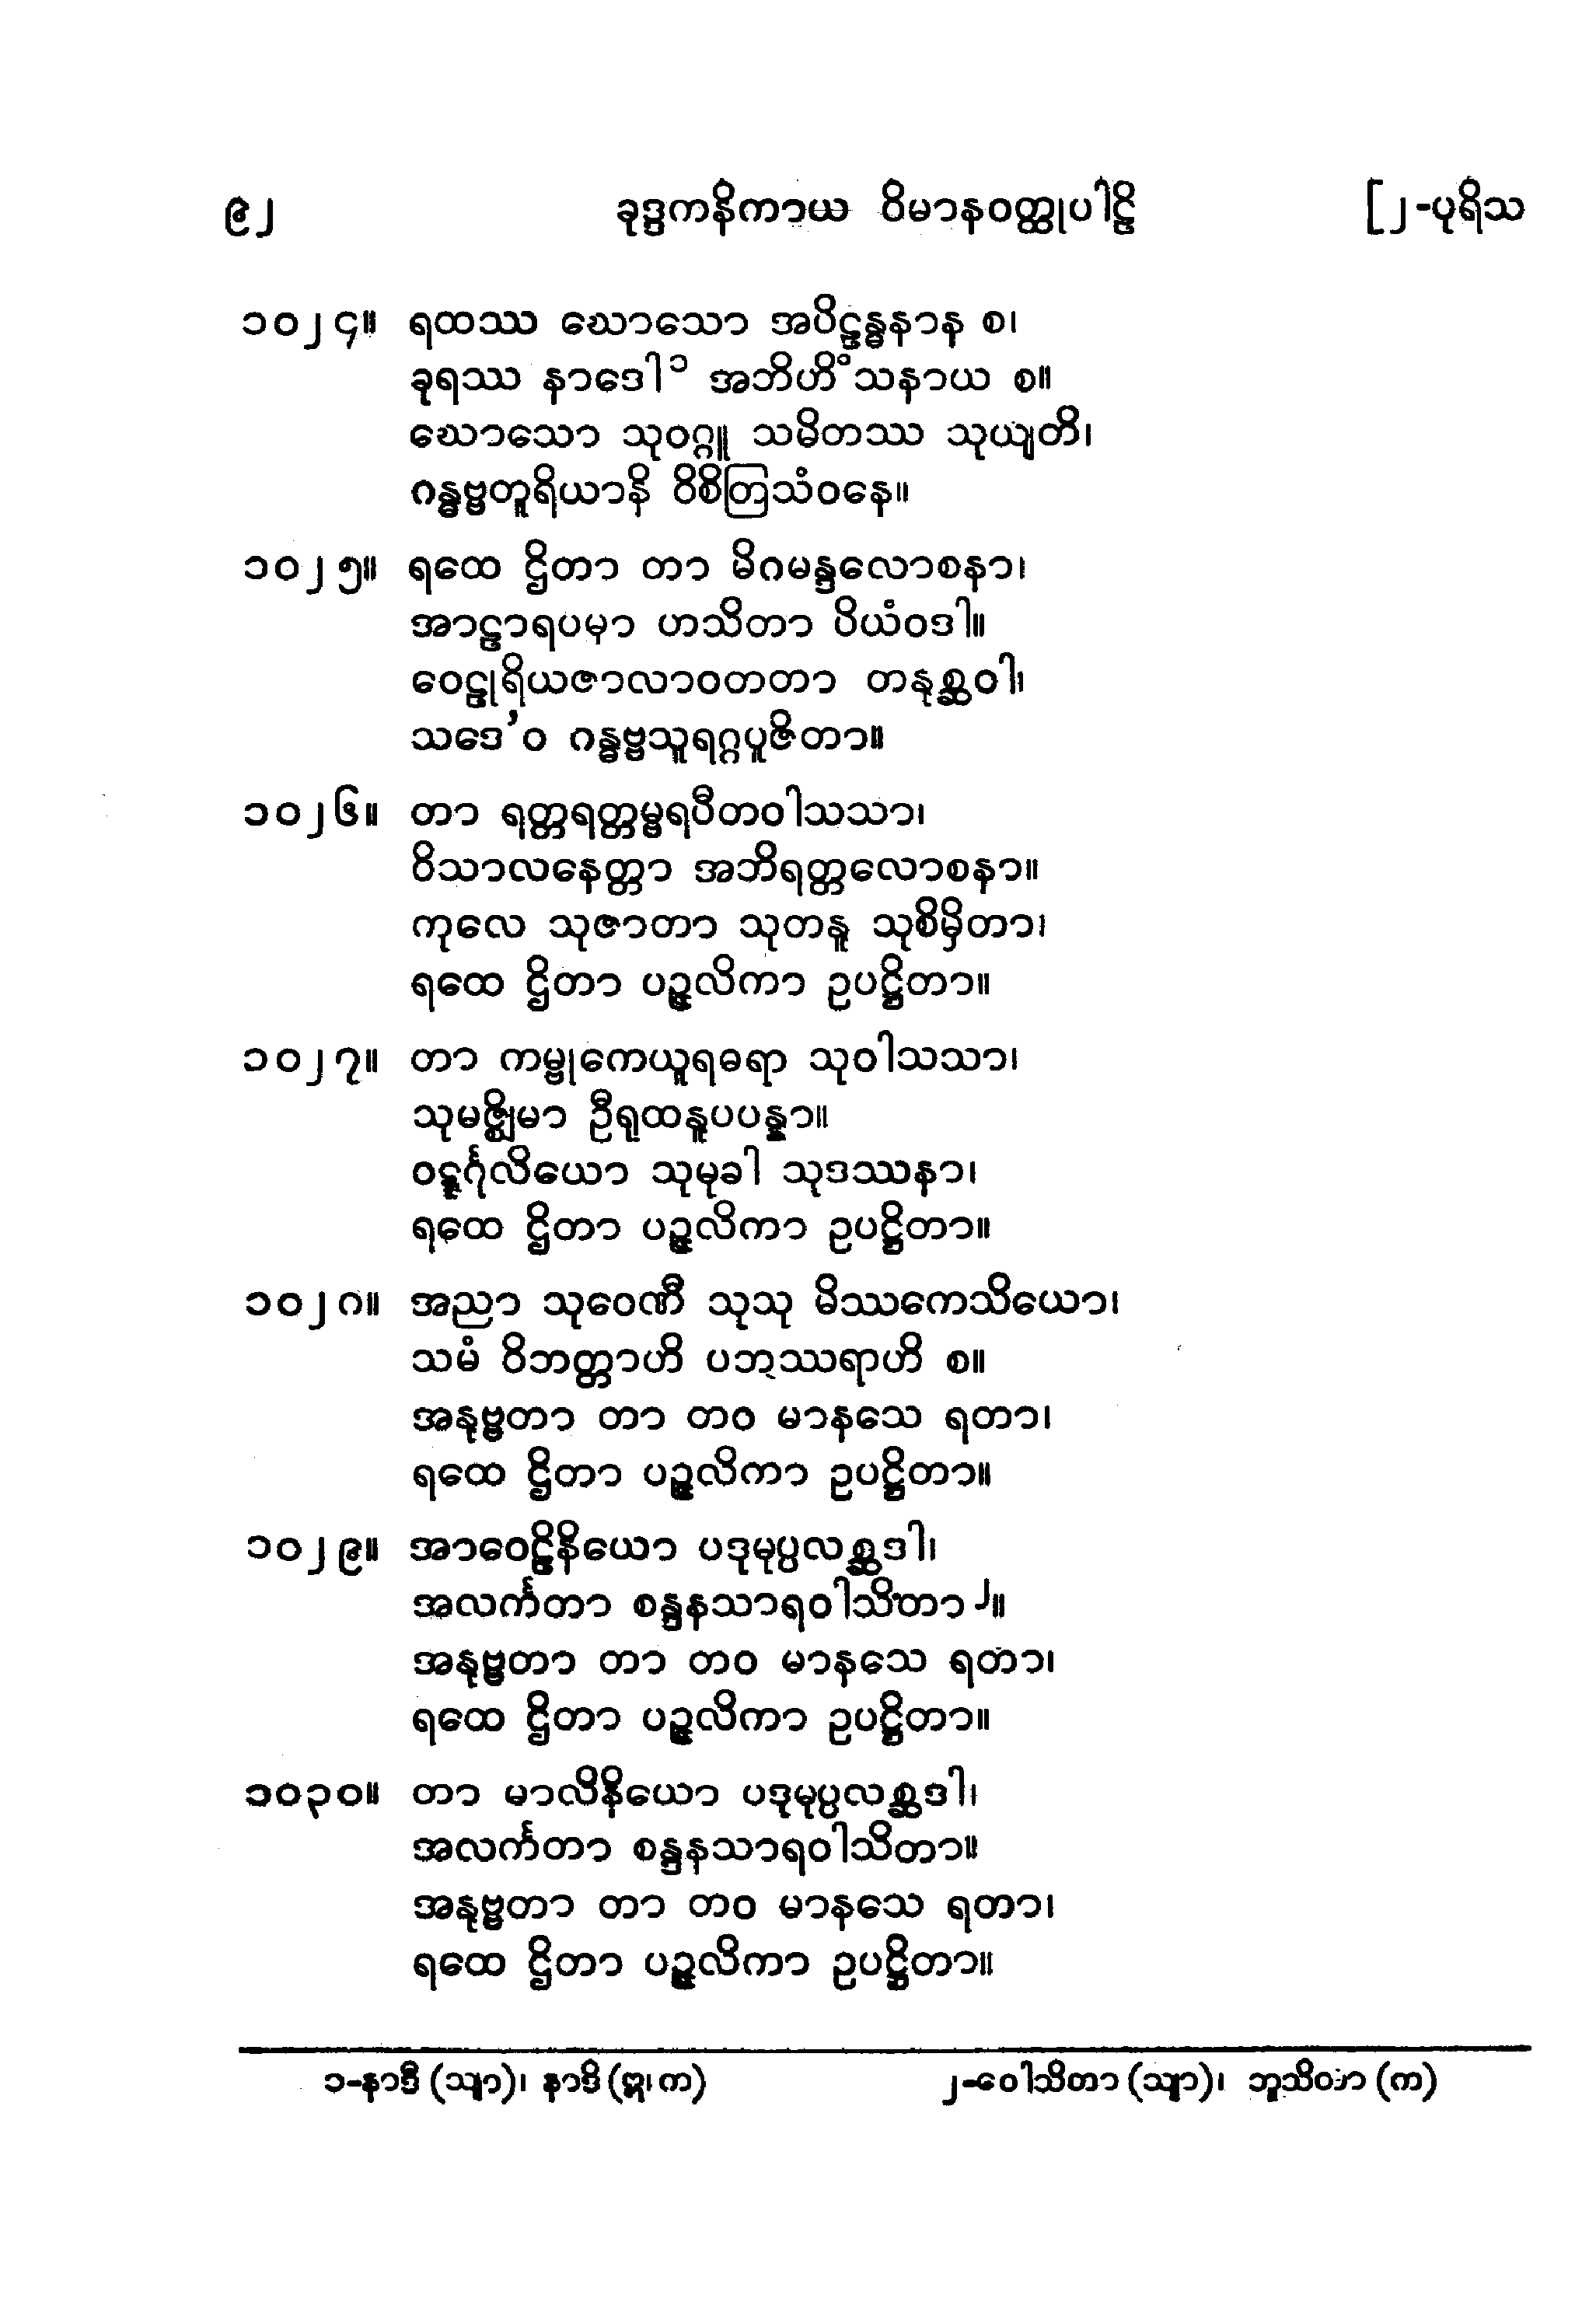 ၉၂ ခုဒ္ဒကနိကာယ ဝိမာနဝတ္ထုပါဠိ [၂-ပုရိသ
၁၀၂၄။ ရထဿ ဃောသော အပိဠန္ဓနာန စ၊
ခုရဿ နာဒေါ၁ အဘိဟိံသနာယ စ။
ဃောသော သုဝဂ္ဂူ သမိတဿ သုယျတိ၊
ဂန္ဓဗ္ဗတူရိယာနိ ဝိစိတြသံဝနေ။
၁၀၂၅။ ရထေ ဌိတာ တာ မိဂမန္ဒလောစနာ၊
အာဠာရပမှာ ဟသိတာ ပိယံဝဒါ။
ဝေဠုရိယဇာလာဝတတာ တနုစ္ဆဝါ၊
သဒေ'ဝ ဂန္ဓဗ္ဗသူရဂ္ဂပူဇိတာ။
၁၀၂၆။ တာ ရတ္တရတ္တမ္ဗရပီတဝါသသာ၊
ဝိသာလနေတ္တာ အဘိရတ္တလောစနာ။
ကုလေ သုဇာတာ သုတနူ သုစိမှိတာ၊
ရထေ ဌိတာ ပဉ္ဇလိကာ ဥပဋ္ဌိတာ။
၁၀၂၇။ တာ ကမ္ဗုကေယူရဓရာ သုဝါသသာ၊
သုမဇ္ဈိမာ ဦရုထနူပပန္နာ။
ဝဋ္ဋင်္ဂုလိယော သုမုခါ သုဒဿနာ၊
ရထေ ဌိတာ ပဉ္ဇလိကာ ဥပဋ္ဌိတာ။
၁၀၂၈။ အညာ သုဝေဏီ သုသု မိဿကေသိယော၊
သမံ ဝိဘတ္တာဟိ ပဘဿရာဟိ စ။
အနုဗ္ဗတာ တာ တဝ မာနသေ ရတာ၊
ရထေ ဌိတာ ပဉ္ဇလိကာ ဥပဋ္ဌိတာ။
၁၀၂၉။ အာဝေဠိနိယော ပဒုမုပ္ပလစ္ဆဒါ၊
အလင်္ကတာ စန္ဒနသာရဝါသိတာ၂။
အနုဗ္ဗတာ တာ တဝ မာနသေ ရတာ၊
ရထေ ဌိတာ ပဉ္ဇလိကာ ဥပဋ္ဌိတာ။
၁၀၃၀။ တာ မာလိနိယော ပဒုမုပ္ပလစ္ဆဒါ၊
အလင်္ကတာ စန္ဒနသာရဝါသိတာ။
အနုဗ္ဗတာ တာ တဝ မာနသေ ရတာ၊
ရထေ ဌိတာ ပဉ္ဇလိကာ ဥပဋ္ဌိတာ။
၁-နာဒီ (သျာ)၊ နာဒိ (ဣ၊ က) ၂-ဝေါသိတာ (သျာ)၊ ဘူသိတာ (က)